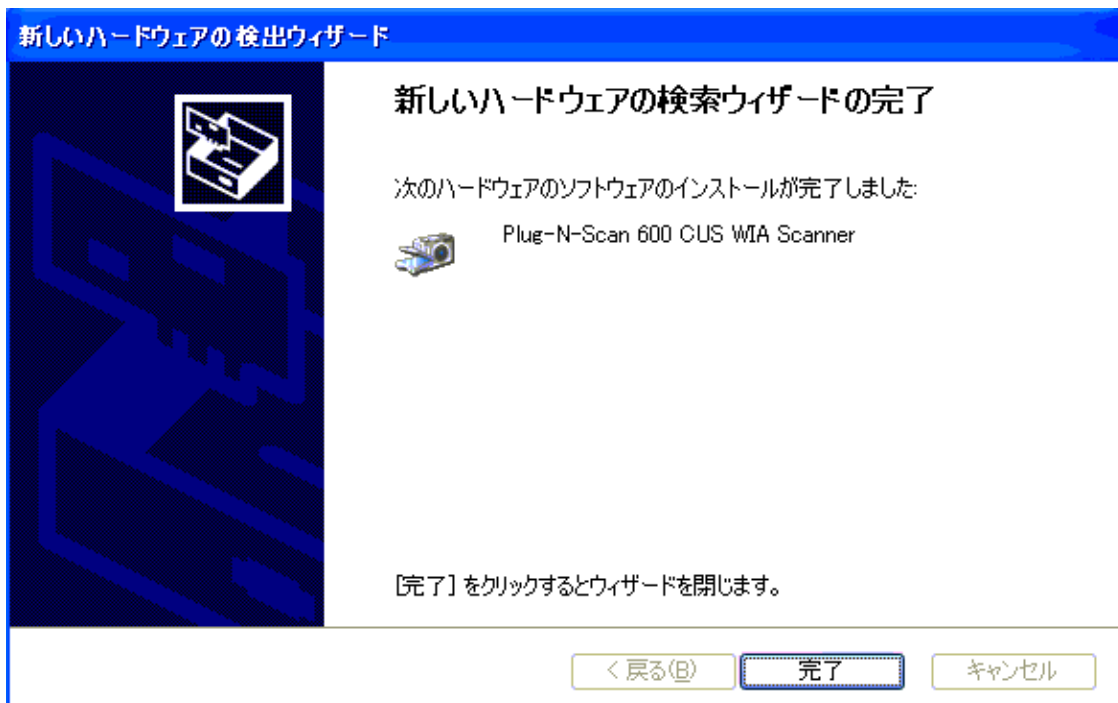 新しいハードウェアの検出ウィザード
新しいハードウェアの検索ウィザードの完了
次のハードウェアのソフトウェアのインストールが完了しました:
Plug-N-Scan 600 CUS WIA Scanner
[完了] をクリックするとウィザードを閉じます。
< 戻る(B)
完了
キャンセル